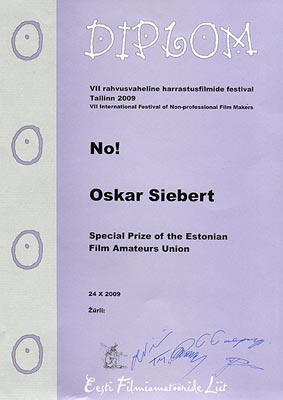 DIPLOM
VII rahvusvaheline harrastusfilmide festival
Tallinn 2009
VII International Festival of Non-professional Film Makers
No!
Oskar Siebert
Special Prize of the Estonian
Film Amateurs Union
24 X 2009
Žürii:
Eesti Filmiamatööride Liit